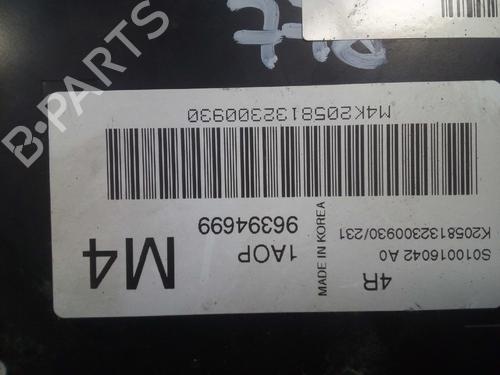 B-PARTS
M4K2058132300930
96394699
1AOP
MADE IN KOREA
M4
4R
S010016042 A0
K2058132300930/231